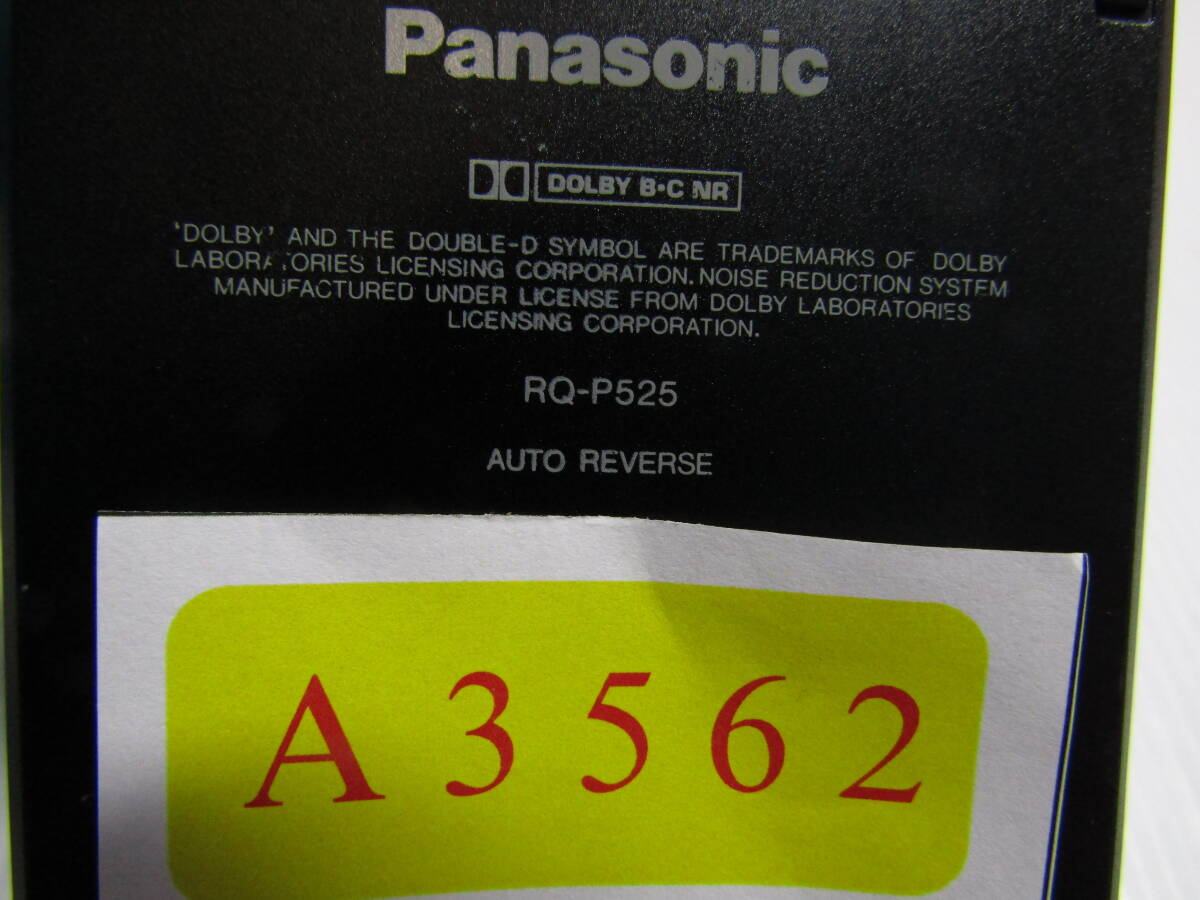 Panasonic
DOLBY B·C NR
'DOLBY' AND THE DOUBLE-D SYMBOL ARE TRADEMARKS OF DOLBY
LABORATORIES LICENSING CORPORATION. NOISE REDUCTION SYSTEM
MANUFACTURED UNDER LICENSE FROM DOLBY LABORATORIES
LICENSING CORPORATION.
RQ-P525
AUTO REVERSE
A3562